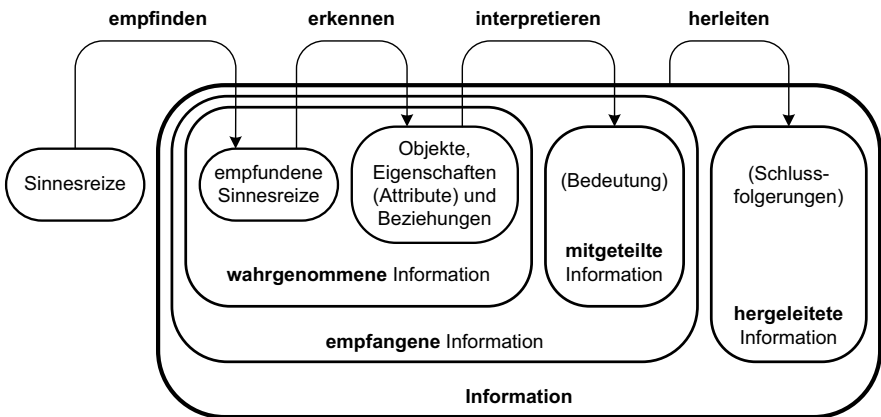 empfinden
erkennen
interpretieren
herleiten
Sinnesreize
empfundene
Sinnesreize
Objekte,
Eigenschaften
(Attribute) und
Beziehungen
(Bedeutung)
(Schluss-
folgerungen)
wahrgenommene Information
mitgeteilte
Information
hergeleitete
Information
empfangene Information
Information